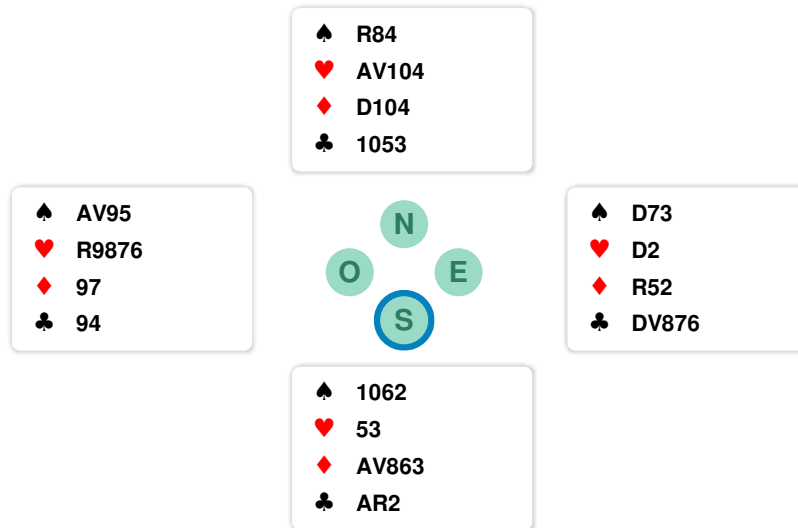 ♠ R84
♥ AV104
♦ D104
♣ 1053
♠ AV95
♥ R9876
♦ 97
♣ 94
N
O
E
S
♠ D73
♥ D2
♦ R52
♣ DV876
♠ 1062
♥ 53
♦ AV863
♣ AR2